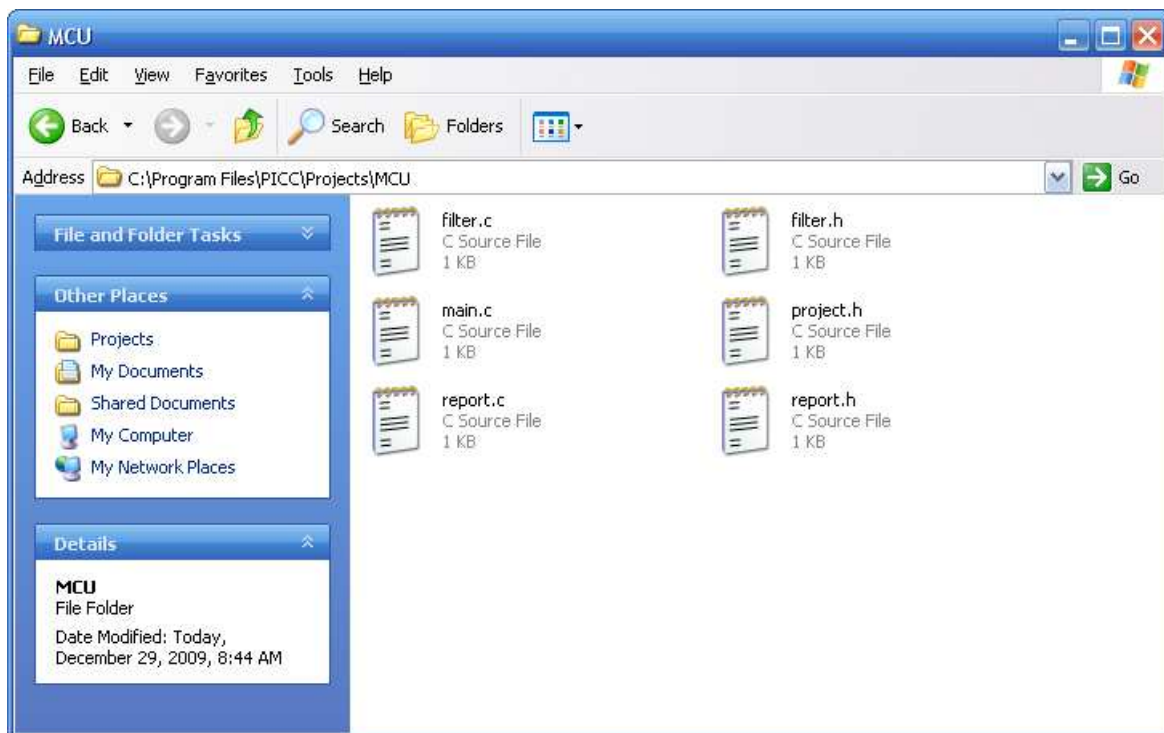 MCU
File Edit View Favorites Tools Help
Back Search Folders
Address C:\Program Files\PICC\Projects\MCU Go
File and Folder Tasks
Other Places
Projects
My Documents
Shared Documents
My Computer
My Network Places
Details
MCU
File Folder
Date Modified: Today,
December 29, 2009, 8:44 AM
filter.c
C Source File
1 KB
filter.h
C Source File
1 KB
main.c
C Source File
1 KB
project.h
C Source File
1 KB
report.c
C Source File
1 KB
report.h
C Source File
1 KB